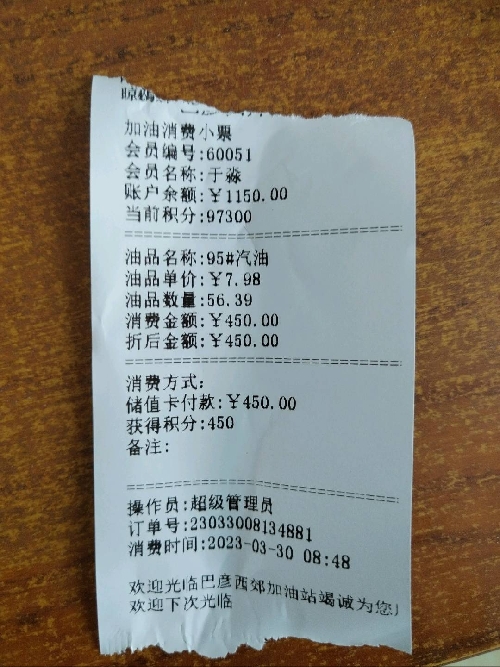 加油消费小票
会员编号:60051
会员名称:于淼
账户余额:￥1150.00
当前积分:97300
油品名称:95#汽油
油品单价:￥7.98
油品数量:56.39
消费金额:￥450.00
折后金额:￥450.00
消费方式:
储值卡付款:￥450.00
获得积分:450
备注:
操作员:超级管理员
订单号:23033008134881
消费时间:2023-03-30 08:48
欢迎光临巴彦西郊加油站竭诚为您
欢迎下次光临